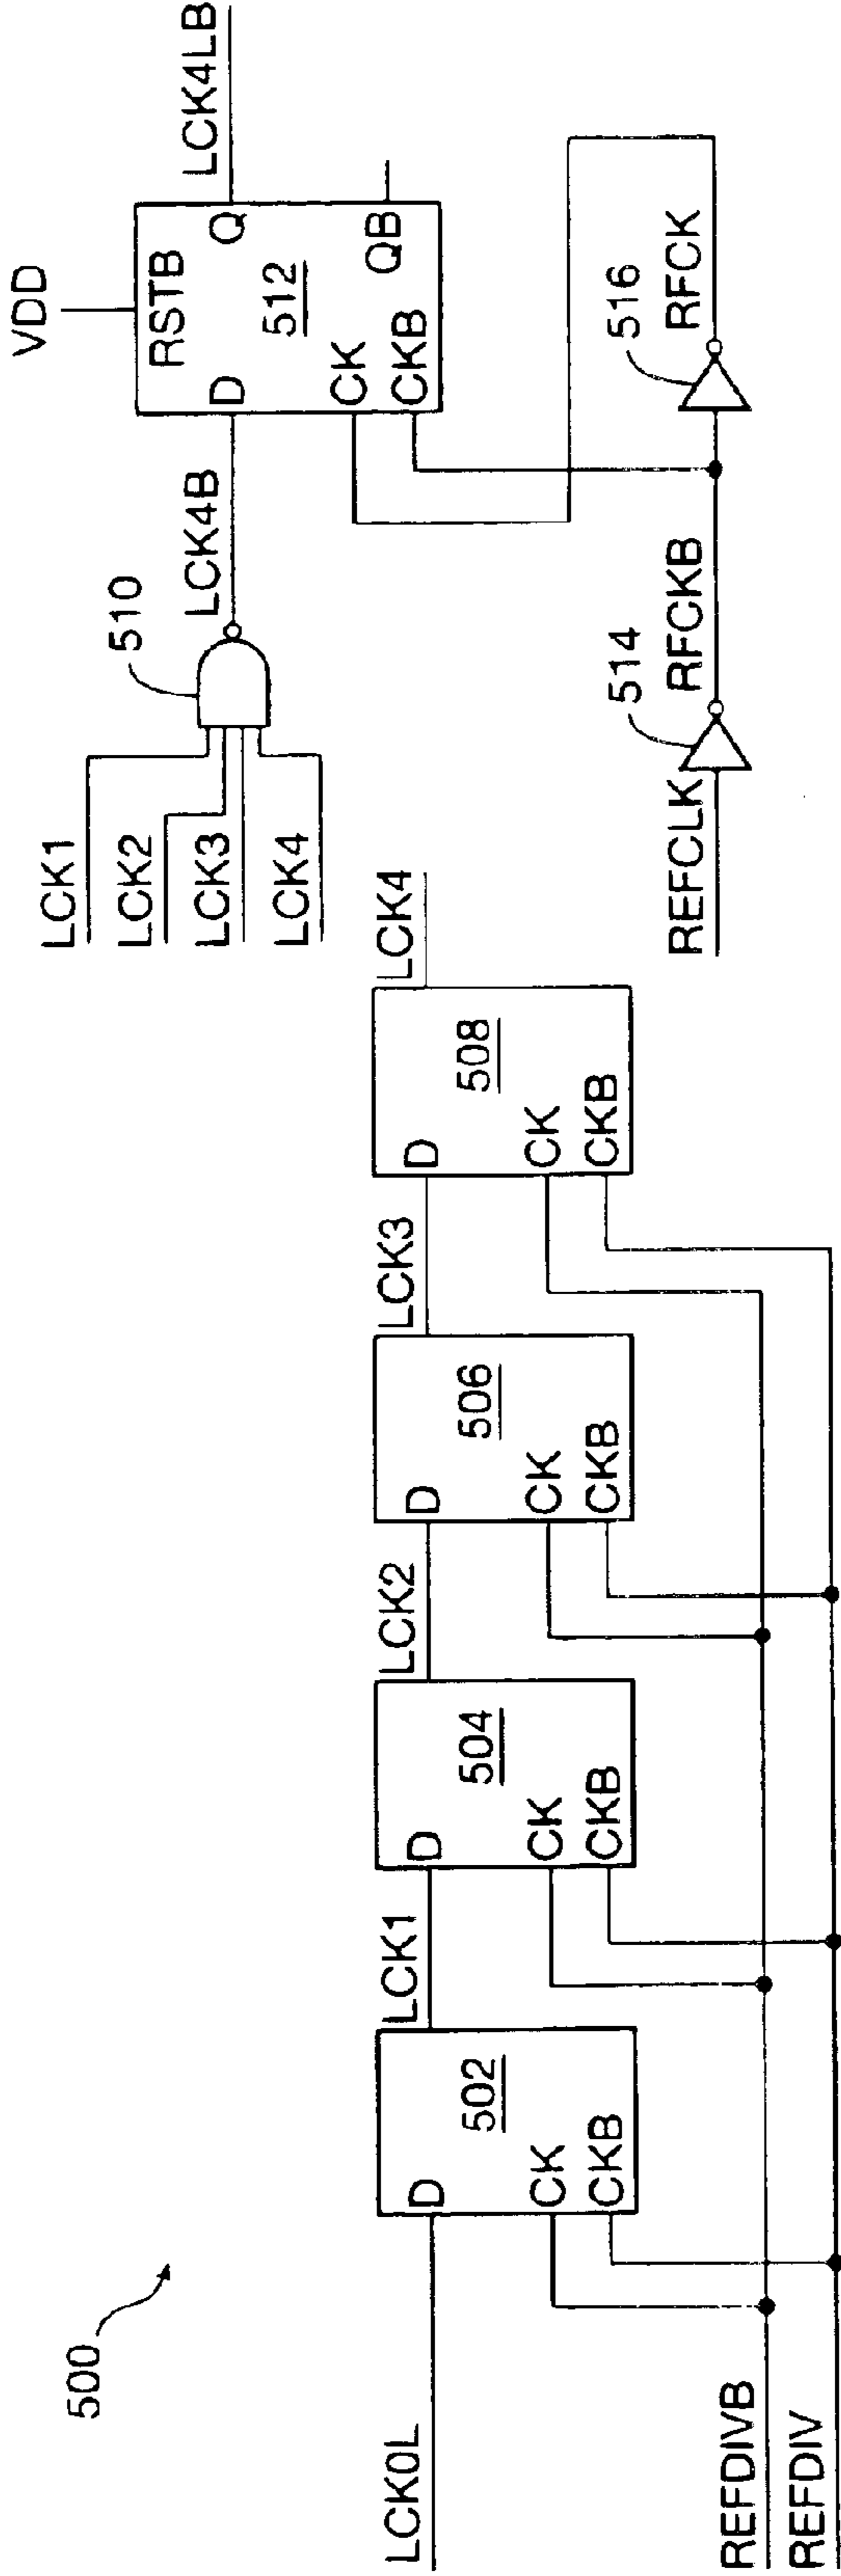 500
LCK0L
REFDIVB
REFDIV
D
502
CK
CKB
LCK1
D
504
CK
CKB
LCK2
D
506
CK
CKB
LCK3
D
508
CK
CKB
LCK4
LCK1
LCK2
LCK3
LCK4
510
LCK4B
VDD
RSTB
D
Q
512
CK
QB
CKB
LCK4LB
REFCLK
514
RFCKB
516
RFCK